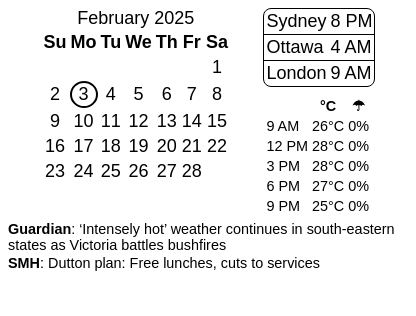 February 2025
Su Mo Tu We Th Fr Sa
1
2 3 4 5 6 7 8
9 10 11 12 13 14 15
16 17 18 19 20 21 22
23 24 25 26 27 28
Sydney 8 PM
Ottawa 4 AM
London 9 AM
°C ☂
9 AM 26°C 0%
12 PM 28°C 0%
3 PM 28°C 0%
6 PM 27°C 0%
9 PM 25°C 0%
Guardian: ‘Intensely hot’ weather continues in south-eastern
states as Victoria battles bushfires
SMH: Dutton plan: Free lunches, cuts to services